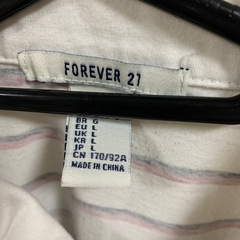 FOREVER 21
BR G
EU L
UK L
KR L
JP L
CN 170/92A
MADE IN CHINA